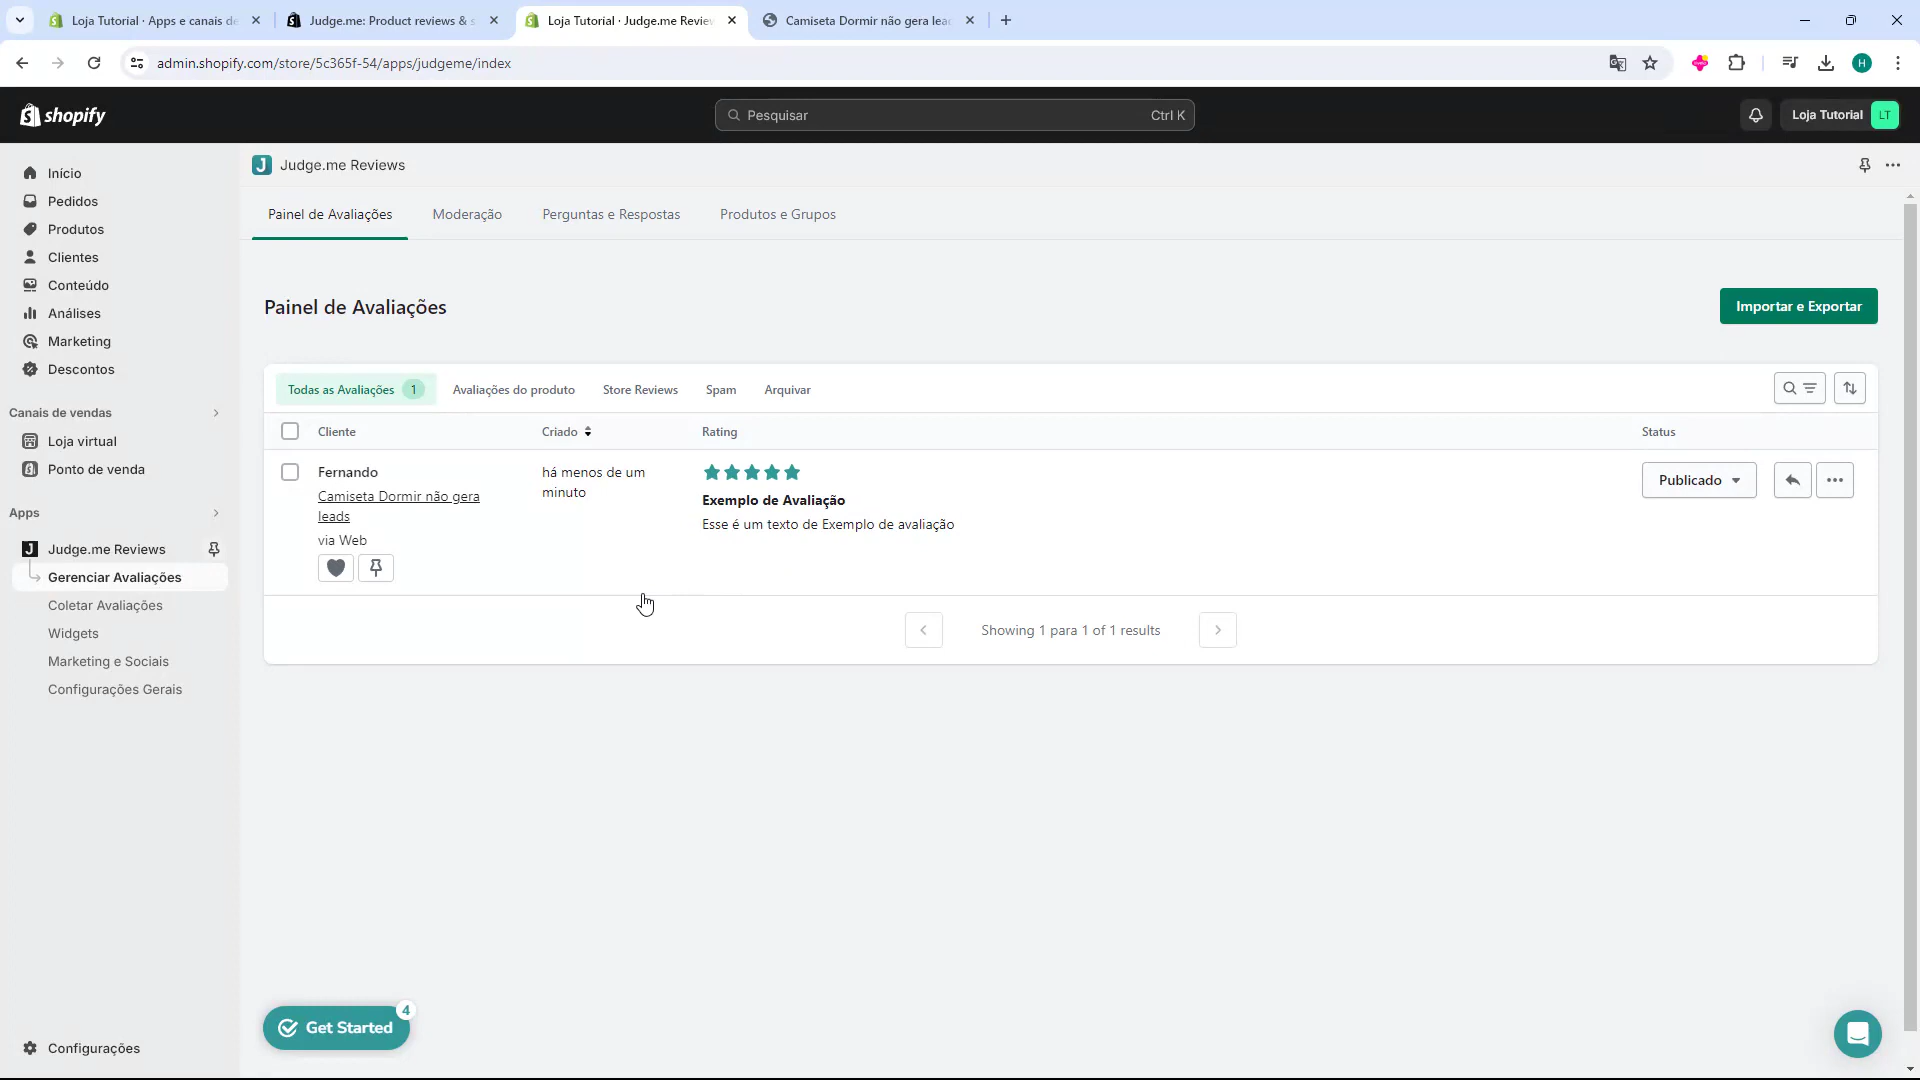 Loja Tutorial · Apps e canais de
Judge.me: Product reviews & s
Loja Tutorial · Judge.me Review
Camiseta Dormir não gera lead
admin.shopify.com/store/5c365f-54/apps/judgeme/index
H
shopify
Pesquisar
Ctrl K
Loja Tutorial
LT
Início
Pedidos
Produtos
Clientes
Conteúdo
Análises
Marketing
Descontos
Canais de vendas
Loja virtual
Ponto de venda
Apps
Judge.me Reviews
Gerenciar Avaliações
Coletar Avaliações
Widgets
Marketing e Sociais
Configurações Gerais
Configurações
Judge.me Reviews
Painel de Avaliações
Moderação
Perguntas e Respostas
Produtos e Grupos
Painel de Avaliações
Importar e Exportar
Todas as Avaliações 1
Avaliações do produto
Store Reviews
Spam
Arquivar
Cliente
Criado
Rating
Status
Fernando
Camiseta Dormir não gera
leads
via Web
há menos de um
minuto
Exemplo de Avaliação
Esse é um texto de Exemplo de avaliação
Publicado
Showing 1 para 1 of 1 results
Get Started
4